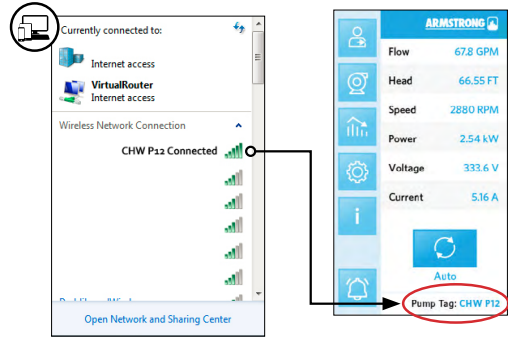 Currently connected to:
Internet access
VirtualRouter
Internet access
Wireless Network Connection
CHW P12 Connected
Open Network and Sharing Center
ARMSTRONG
Flow 67.8 GPM
Head 66.55 FT
Speed 2880 RPM
Power 2.54 kW
Voltage 333.6 V
Current 5.16 A
Auto
Pump Tag: CHW P12